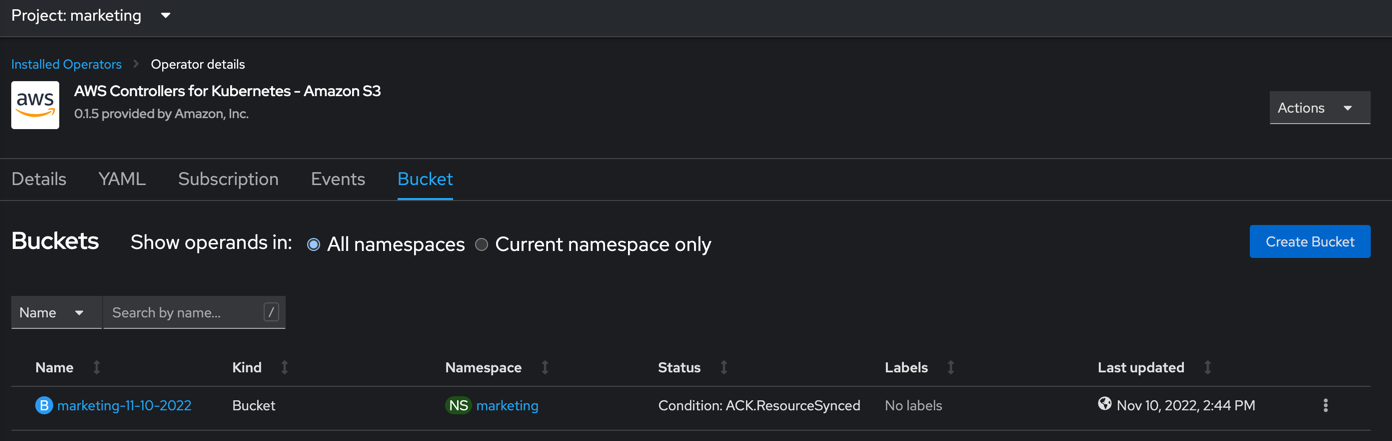 Project: marketing
Installed Operators Operator details
aws
AWS Controllers for Kubernetes - Amazon S3
0.1.5 provided by Amazon, Inc.
Actions
Details YAML Subscription Events Bucket
Buckets Show operands in: All namespaces Current namespace only
Create Bucket
Name Search by name... /
Name Kind Namespace Status Labels Last updated
B marketing-11-10-2022 Bucket NS marketing Condition: ACK.ResourceSynced No labels Nov 10, 2022, 2:44 PM